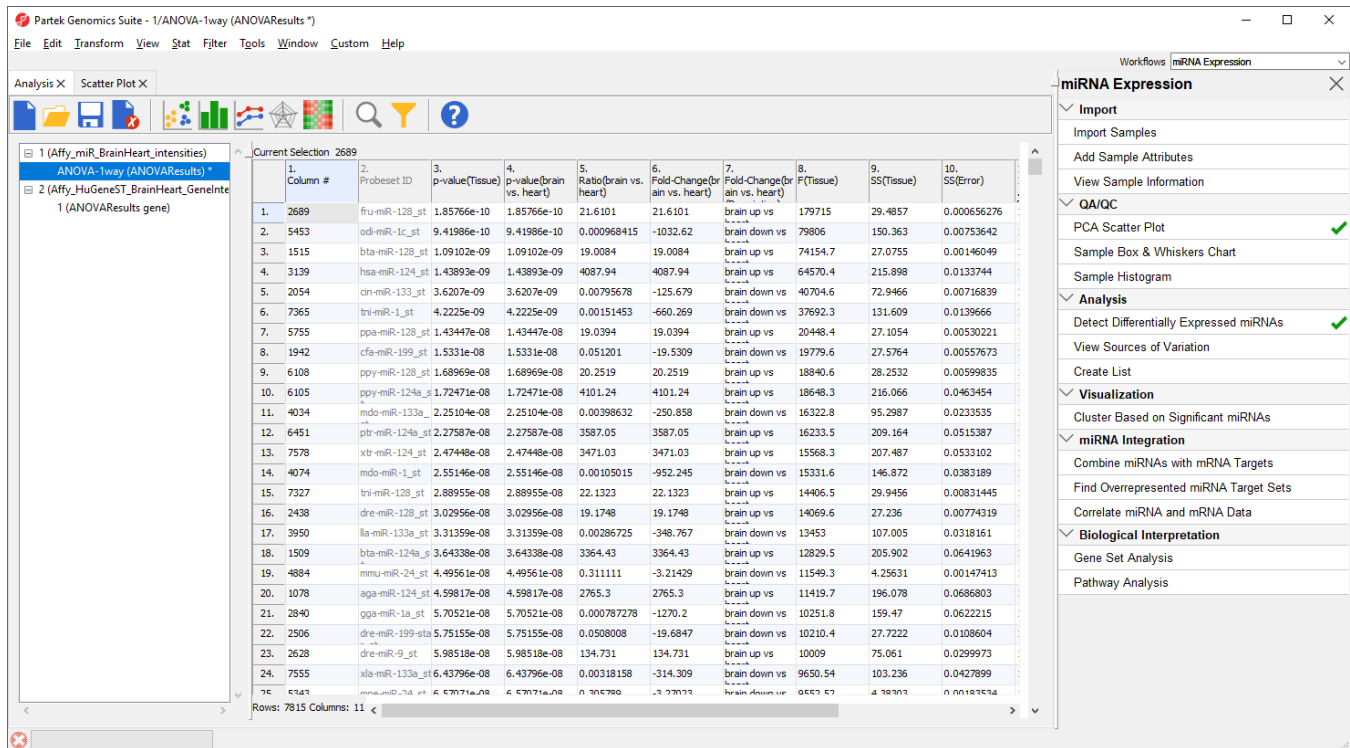 Partek Genomics Suite - 1/ANOVA-1way (ANOVAResults *)
File Edit Transform View Stat Filter Tools Window Custom Help
Workflows miRNA Expression
Analysis Scatter Plot
1 (Affy_miR_BrainHeart_intensities)
ANOVA-1way (ANOVAResults) *
2 (Affy_HuGeneST_BrainHeart_GeneInte
1 (ANOVAResults gene)
Current Selection 2689
1. Column # 2. Probeset ID 3. p-value(Tissue) 4. p-value(brain vs. heart) 5. Ratio(brain vs. heart) 6. Fold-Change(brain vs. heart) 7. Fold-Change(brain vs. heart) 8. F(Tissue) 9. SS(Tissue) 10. SS(Error)
1. 2689 fru-miR-128_st 1.85766e-10 1.85766e-10 21.6101 21.6101 brain up vs 179715 29.4857 0.000656276
2. 5453 odi-miR-1c_st 9.41986e-10 9.41986e-10 0.000968415 -1032.62 brain down vs 79806 150.363 0.00753642
3. 1515 bta-miR-128_st 1.09102e-09 1.09102e-09 19.0084 19.0084 brain up vs 74154.7 27.0755 0.00146049
4. 3139 hsa-miR-124_st 1.43893e-09 1.43893e-09 4087.94 4087.94 brain up vs 64570.4 215.898 0.0133744
5. 2054 cin-miR-133_st 3.6207e-09 3.6207e-09 0.00795678 -125.679 brain down vs 40704.6 72.9466 0.00716839
6. 7365 tni-miR-1_st 4.2225e-09 4.2225e-09 0.00151453 -660.269 brain down vs 37692.3 131.609 0.0139666
7. 5755 ppa-miR-128_st 1.43447e-08 1.43447e-08 19.0394 19.0394 brain up vs 20448.4 27.1054 0.00530221
8. 1942 cfa-miR-199_st 1.5331e-08 1.5331e-08 0.051201 -19.5309 brain down vs 19779.6 27.5764 0.00557673
9. 6108 ppy-miR-128_st 1.68969e-08 1.68969e-08 20.2519 20.2519 brain up vs 18840.6 28.2532 0.00599835
10. 6105 ppy-miR-124a_s 1.72471e-08 1.72471e-08 4101.24 4101.24 brain up vs 18648.3 216.066 0.0463454
11. 4034 mdo-miR-133a_ 2.25104e-08 2.25104e-08 0.00398632 -250.858 brain down vs 16322.8 95.2987 0.0233535
12. 6451 ptr-miR-124a_st 2.27587e-08 2.27587e-08 3587.05 3587.05 brain up vs 16233.5 209.164 0.0515387
13. 7578 xtr-miR-124_st 2.47448e-08 2.47448e-08 3471.03 3471.03 brain up vs 15568.3 207.487 0.0533102
14. 4074 mdo-miR-1_st 2.55146e-08 2.55146e-08 0.00105015 -952.245 brain down vs 15331.6 146.872 0.0383189
15. 7327 tni-miR-128_st 2.88955e-08 2.88955e-08 22.1323 22.1323 brain up vs 14406.5 29.9456 0.00831445
16. 2438 dre-miR-128_st 3.02956e-08 3.02956e-08 19.1748 19.1748 brain up vs 14069.6 27.236 0.00774319
17. 3950 lla-miR-133a_st 3.31359e-08 3.31359e-08 0.00286725 -348.767 brain down vs 13453 107.005 0.0318161
18. 1509 bta-miR-124a_s 3.64338e-08 3.64338e-08 3364.43 3364.43 brain up vs 12829.5 205.902 0.0641963
19. 4884 mmu-miR-24_st 4.49561e-08 4.49561e-08 0.311111 -3.21429 brain down vs 11549.3 4.25631 0.00147413
20. 1078 aga-miR-124_st 4.59817e-08 4.59817e-08 2765.3 2765.3 brain up vs 11419.7 196.078 0.0686803
21. 2840 gga-miR-1a_st 5.70521e-08 5.70521e-08 0.000787278 -1270.2 brain down vs 10251.8 159.47 0.0622215
22. 2506 dre-miR-199-sta 5.75155e-08 5.75155e-08 0.0508008 -19.6847 brain down vs 10210.4 27.7222 0.0108604
23. 2628 dre-miR-9_st 5.98518e-08 5.98518e-08 134.731 134.731 brain up vs 10009 75.061 0.0299973
24. 7555 xla-miR-133a_st 6.43796e-08 6.43796e-08 0.00318158 -314.309 brain down vs 9650.54 103.236 0.0427899
25. 5343 mne-miR-24_st 6.57071e-08 6.57071e-08 0.305789 -3.27023 brain down vs 9552.52 4.38303 0.00183534
Rows: 7815 Columns: 11
miRNA Expression
Import
Import Samples
Add Sample Attributes
View Sample Information
QA/QC
PCA Scatter Plot
Sample Box & Whiskers Chart
Sample Histogram
Analysis
Detect Differentially Expressed miRNAs
View Sources of Variation
Create List
Visualization
Cluster Based on Significant miRNAs
miRNA Integration
Combine miRNAs with mRNA Targets
Find Overrepresented miRNA Target Sets
Correlate miRNA and mRNA Data
Biological Interpretation
Gene Set Analysis
Pathway Analysis